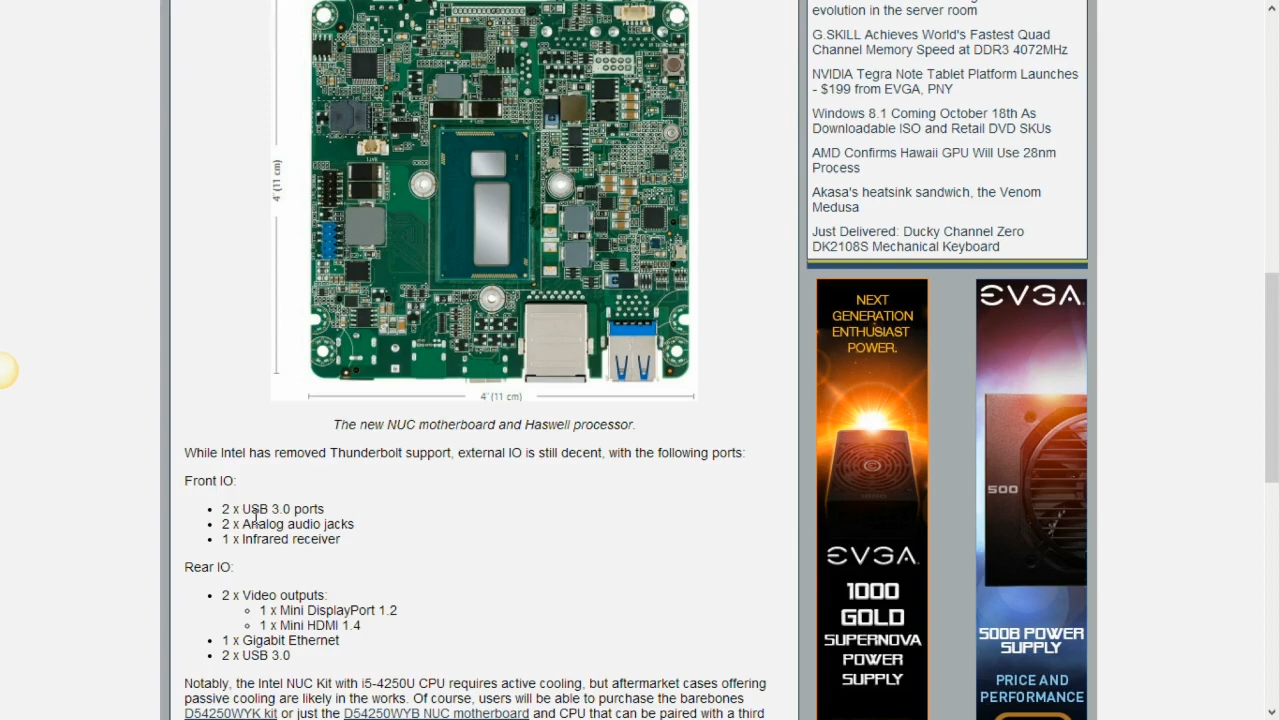 evolution in the server room
G.SKILL Achieves World's Fastest Quad
Channel Memory Speed at DDR3 4072MHz
NVIDIA Tegra Note Tablet Platform Launches
- $199 from EVGA, PNY
Windows 8.1 Coming October 18th As
Downloadable ISO and Retail DVD SKUs
AMD Confirms Hawaii GPU Will Use 28nm
Process
Akasa's heatsink sandwich, the Venom
Medusa
Just Delivered: Ducky Channel Zero
DK2108S Mechanical Keyboard
4" (11 cm)
4" (11 cm)
The new NUC motherboard and Haswell processor.
While Intel has removed Thunderbolt support, external IO is still decent, with the following ports:
Front IO:
2 x USB 3.0 ports
2 x Analog audio jacks
1 x Infrared receiver
Rear IO:
2 x Video outputs:
1 x Mini DisplayPort 1.2
1 x Mini HDMI 1.4
1 x Gigabit Ethernet
2 x USB 3.0
Notably, the Intel NUC Kit with i5-4250U CPU requires active cooling, but aftermarket cases offering
passive cooling are likely in the works. Of course, users will be able to purchase the barebones
D54250WYK kit or just the D54250WYB NUC motherboard and CPU that can be paired with a third
NEXT
GENERATION
ENTHUSIAST
POWER.
EVGA
1000
GOLD
SUPERNOVA
POWER
SUPPLY
EVGA
500
500B POWER
SUPPLY
PRICE AND
PERFORMANCE